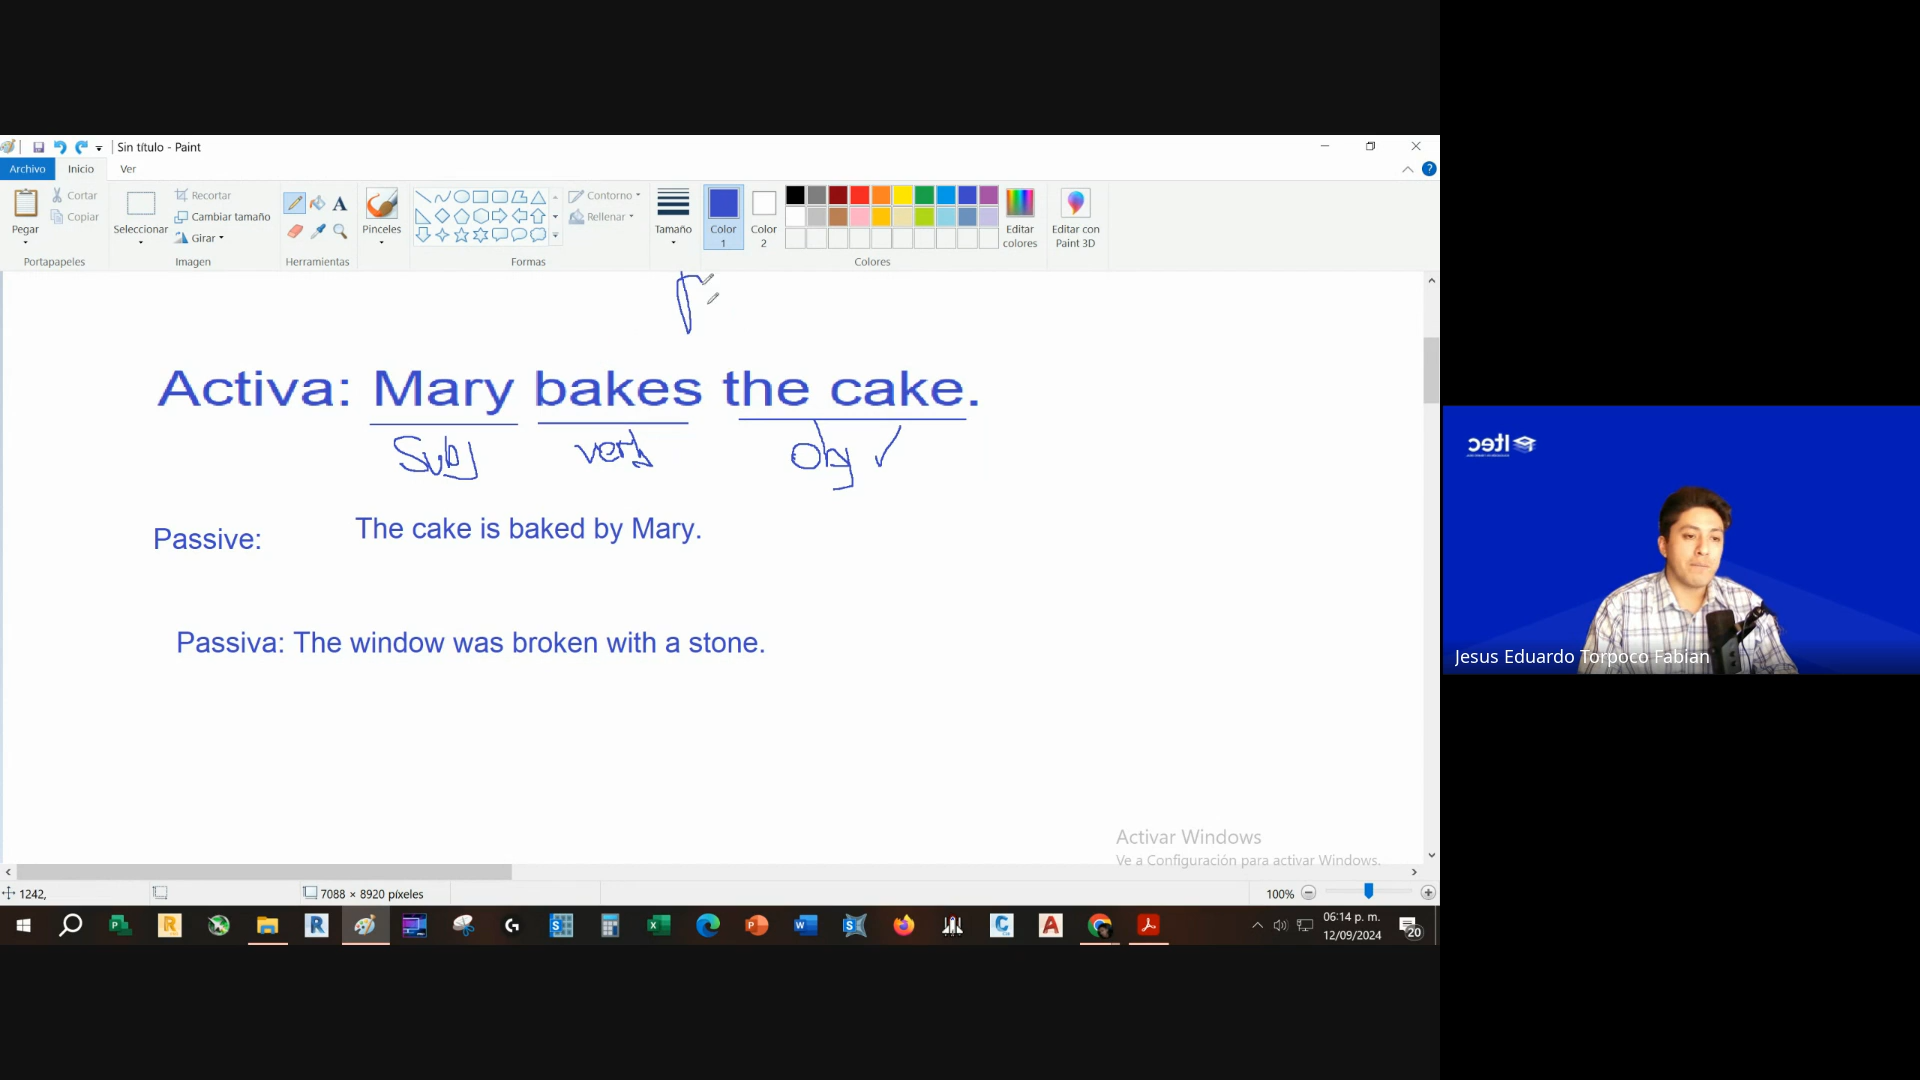 Sin título - Paint
Archivo Inicio Ver
Pegar
Cortar
Copiar
Portapapeles
Seleccionar
Recortar
Cambiar tamaño
Girar
Imagen
Herramientas
Pinceles
Formas
Contorno
Rellenar
Tamaño
Color 1
Color 2
Colores
Editar colores
Editar con Paint 3D
Activa: Mary bakes the cake.
Subj verb obj ✓
Passive: The cake is baked by Mary.
Passiva: The window was broken with a stone.
Activar Windows
Ve a Configuración para activar Windows.
1242, 7088 × 8920 píxeles 100%
06:14 p. m.
12/09/2024
20
Itec
Jesus Eduardo Torpoco Fabian